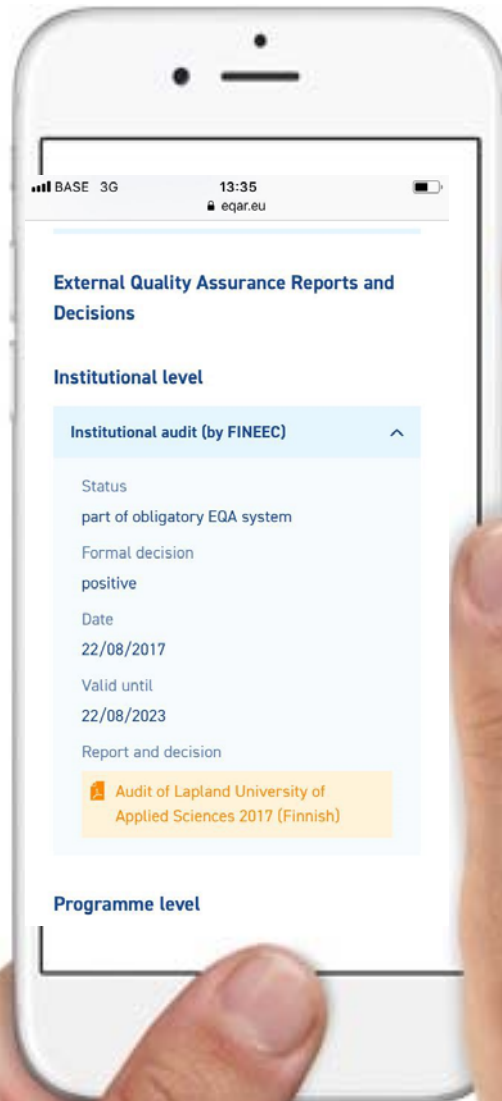 BASE 3G 13:35
eqar.eu
External Quality Assurance Reports and
Decisions
Institutional level
Institutional audit (by FINEEC)
Status
part of obligatory EQA system
Formal decision
positive
Date
22/08/2017
Valid until
22/08/2023
Report and decision
Audit of Lapland University of
Applied Sciences 2017 (Finnish)
Programme level